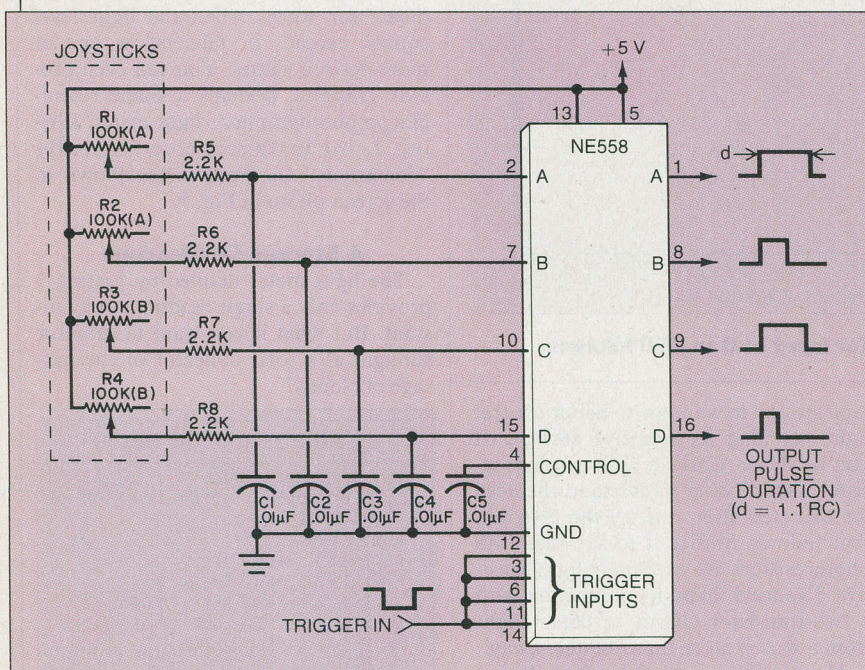 +5 V
JOYSTICKS
13
5
NE558
R1
100K(A)
R5
2.2K
2
A
A
1
d
R2
100K(A)
R6
2.2K
7
B
B
8
R3
100K(B)
R7
2.2K
10
C
C
9
R4
100K(B)
R8
2.2K
15
D
D
16
4
CONTROL
OUTPUT
PULSE
DURATION
(d = 1.1RC)
C1
.01µF
C2
.01µF
C3
.01µF
C4
.01µF
C5
.01µF
GND
12
3
6
11
14
TRIGGER
INPUTS
TRIGGER IN